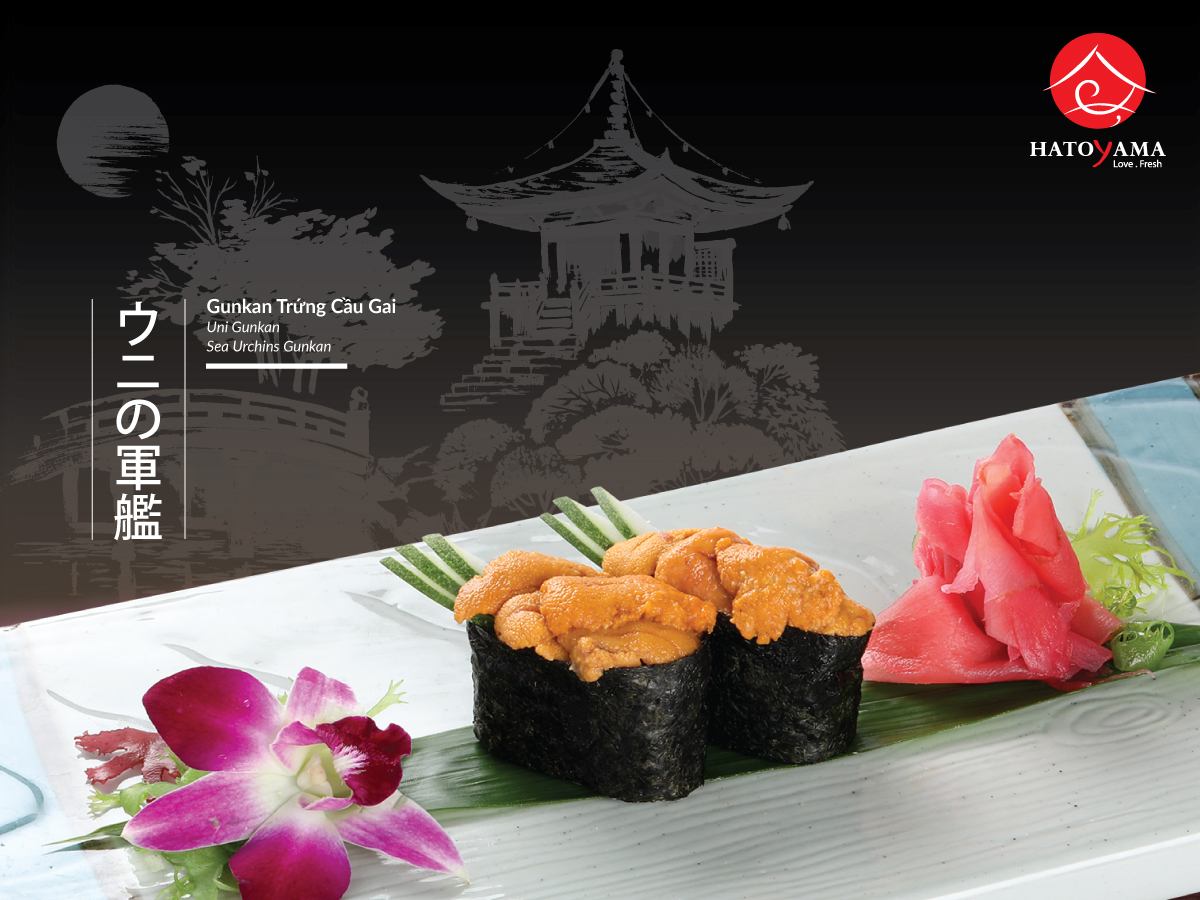 ウニの軍艦
Gunkan Trứng Cầu Gai
Uni Gunkan
Sea Urchins Gunkan
HATOYAMA
Love . Fresh